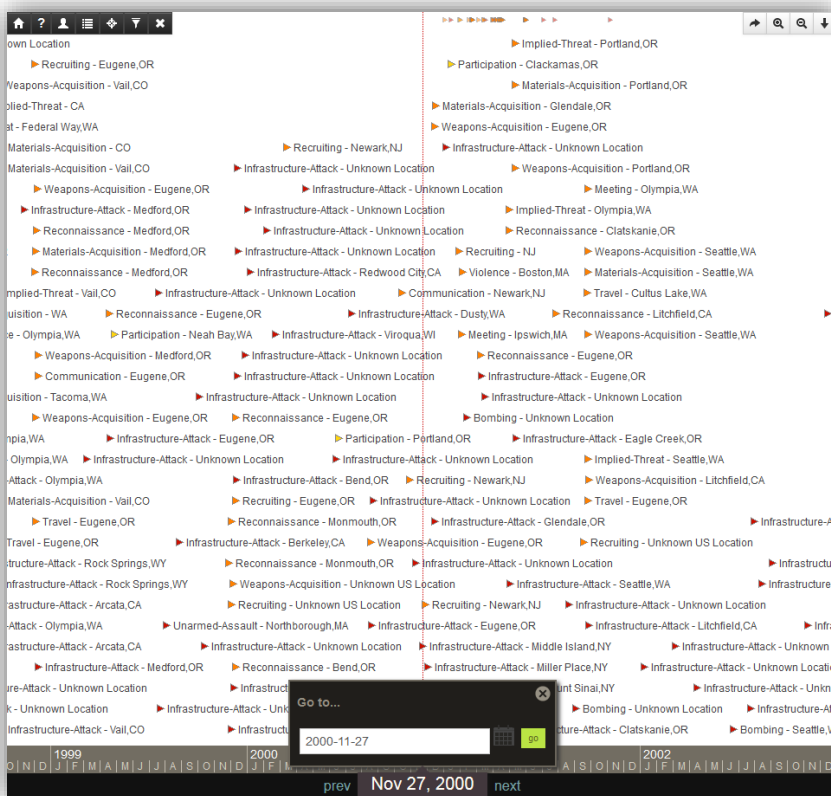 ?
own Location Implied-Threat - Portland,OR
Recruiting - Eugene,OR Participation - Clackamas,OR
Weapons-Acquisition - Vail,CO Materials-Acquisition - Portland,OR
plied-Threat - CA Materials-Acquisition - Glendale,OR
at - Federal Way,WA Weapons-Acquisition - Eugene,OR
Materials-Acquisition - CO Recruiting - Newark,NJ Infrastructure-Attack - Unknown Location
Materials-Acquisition - Vail,CO Infrastructure-Attack - Unknown Location Weapons-Acquisition - Portland,OR
Weapons-Acquisition - Eugene,OR Infrastructure-Attack - Unknown Location Meeting - Olympia,WA
Infrastructure-Attack - Medford,OR Infrastructure-Attack - Unknown Location Implied-Threat - Olympia,WA
Reconnaissance - Medford,OR Infrastructure-Attack - Unknown Location Reconnaissance - Clatskanie,OR
Materials-Acquisition - Medford,OR Infrastructure-Attack - Unknown Location Recruiting - NJ Weapons-Acquisition - Seattle,WA
Reconnaissance - Medford,OR Infrastructure-Attack - Redwood City,CA Violence - Boston,MA Materials-Acquisition - Seattle,WA
mplied-Threat - Vail,CO Infrastructure-Attack - Unknown Location Communication - Newark,NJ Travel - Cultus Lake,WA
uisition - WA Reconnaissance - Eugene,OR Infrastructure-Attack - Dusty,WA Reconnaissance - Litchfield,CA
e - Olympia,WA Participation - Neah Bay,WA Infrastructure-Attack - Viroqua,WI Meeting - Ipswich,MA Weapons-Acquisition - Seattle,WA
Weapons-Acquisition - Medford,OR Infrastructure-Attack - Unknown Location Reconnaissance - Eugene,OR
Communication - Eugene,OR Infrastructure-Attack - Unknown Location Infrastructure-Attack - Eugene,OR
uisition - Tacoma,WA Infrastructure-Attack - Unknown Location Infrastructure-Attack - Unknown Location
Weapons-Acquisition - Eugene,OR Reconnaissance - Eugene,OR Bombing - Unknown Location
mpia,WA Infrastructure-Attack - Eugene,OR Participation - Portland,OR Infrastructure-Attack - Eagle Creek,OR
- Olympia,WA Infrastructure-Attack - Unknown Location Infrastructure-Attack - Unknown Location Implied-Threat - Seattle,WA
-Attack - Olympia,WA Infrastructure-Attack - Bend,OR Recruiting - Newark,NJ Weapons-Acquisition - Litchfield,CA
Materials-Acquisition - Vail,CO Recruiting - Eugene,OR Infrastructure-Attack - Unknown Location Travel - Eugene,OR
Travel - Eugene,OR Reconnaissance - Monmouth,OR Infrastructure-Attack - Glendale,OR Infrastructure-A
Travel - Eugene,OR Infrastructure-Attack - Berkeley,CA Weapons-Acquisition - Eugene,OR Recruiting - Unknown US Location
structure-Attack - Rock Springs,WY Reconnaissance - Monmouth,OR Infrastructure-Attack - Unknown Location Infrastructu
nfrastructure-Attack - Rock Springs,WY Weapons-Acquisition - Unknown US Location Infrastructure-Attack - Seattle,WA Infrastructure
rastructure-Attack - Arcata,CA Recruiting - Unknown US Location Recruiting - Newark,NJ Infrastructure-Attack - Unknown Location
-Attack - Olympia,WA Unarmed-Assault - Northborough,MA Infrastructure-Attack - Eugene,OR Infrastructure-Attack - Litchfield,CA Infr
rastructure-Attack - Arcata,CA Infrastructure-Attack - Unknown Location Infrastructure-Attack - Middle Island,NY Infrastructure-Attack - Unknown
Infrastructure-Attack - Medford,OR Reconnaissance - Bend,OR Infrastructure-Attack - Miller Place,NY Infrastructure-Attack - Unknown Locati
ure-Attack - Unknown Location Infrastruct unt Sinai,NY Infrastructure-Attack - Unkn
k - Unknown Location Infrastructure-Attack - Unk Bombing - Unknown Location Infrastructure-At
Infrastructure-Attack - Vail,CO Infrastruct cture-Attack - Clatskanie,OR Bombing - Seattle,W
Go to...
2000-11-27 go
1999 2000 2002
O N D J F M A M J J A S O N D J F M A S O N D J F M A M J J A S
prev Nov 27, 2000 next